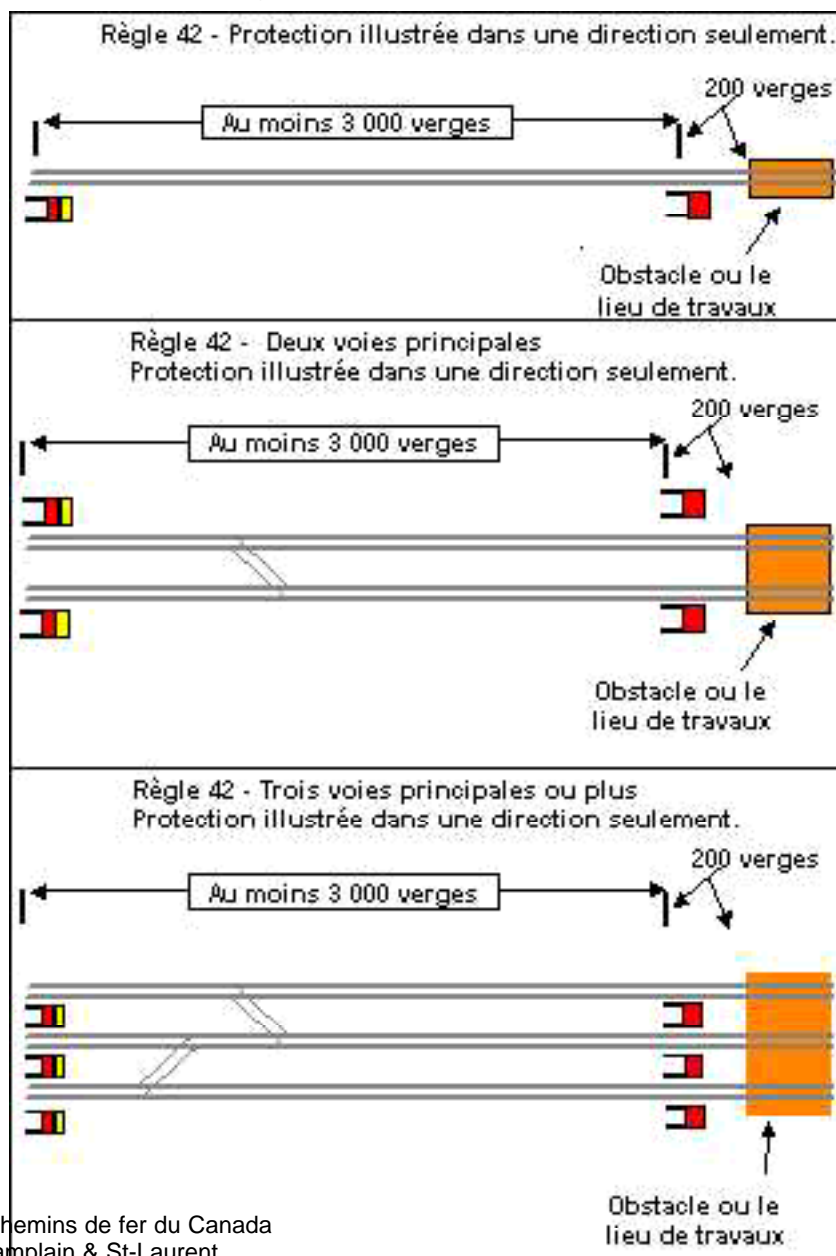 Règle 42 - Protection illustrée dans une direction seulement.
200 verges
Au moins 3 000 verges
Obstacle ou le
lieu de travaux
Règle 42 - Deux voies principales
Protection illustrée dans une direction seulement.
200 verges
Au moins 3 000 verges
Obstacle ou le
lieu de travaux
Règle 42 - Trois voies principales ou plus
Protection illustrée dans une direction seulement.
200 verges
Au moins 3 000 verges
Obstacle ou le
lieu de travaux
hemins de fer du Canada
amplain & St-Laurent